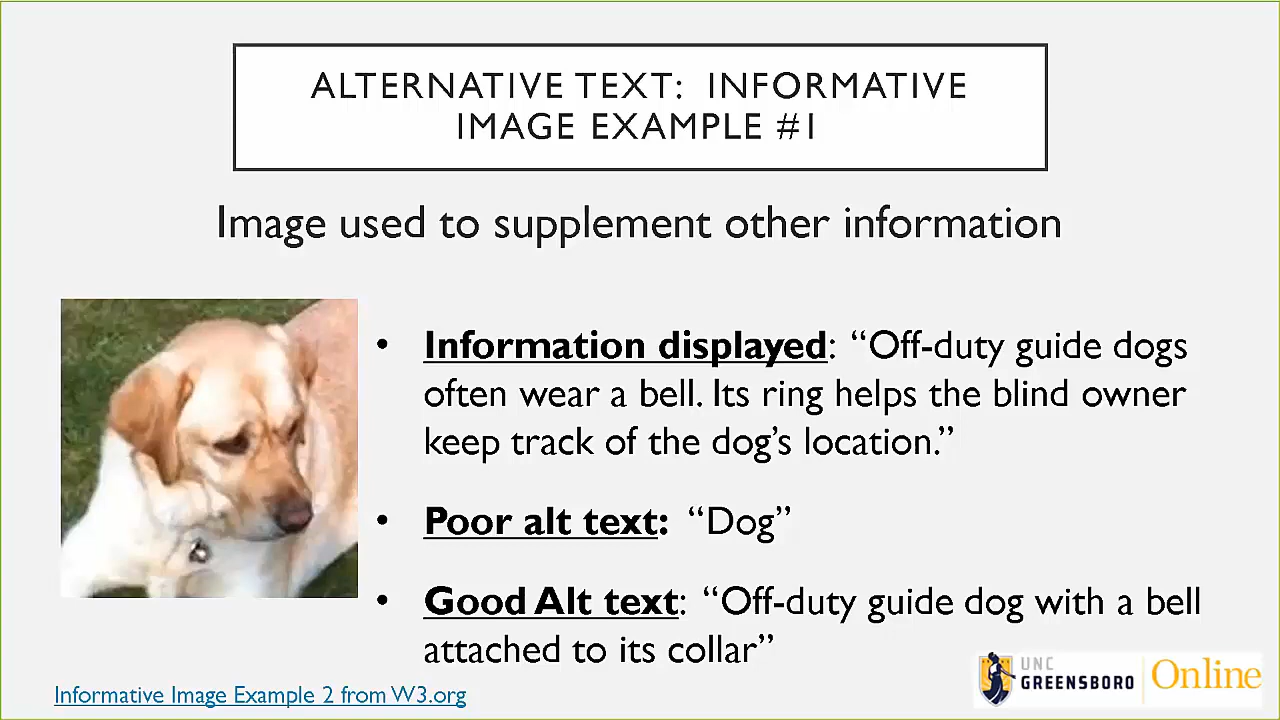 ALTERNATIVE TEXT: INFORMATIVE
IMAGE EXAMPLE #1
Image used to supplement other information
• Information displayed: “Off-duty guide dogs
often wear a bell. Its ring helps the blind owner
keep track of the dog’s location.”
• Poor alt text: “Dog”
• Good Alt text: “Off-duty guide dog with a bell
attached to its collar”
Informative Image Example 2 from W3.org
UNC
GREENSBORO
Online